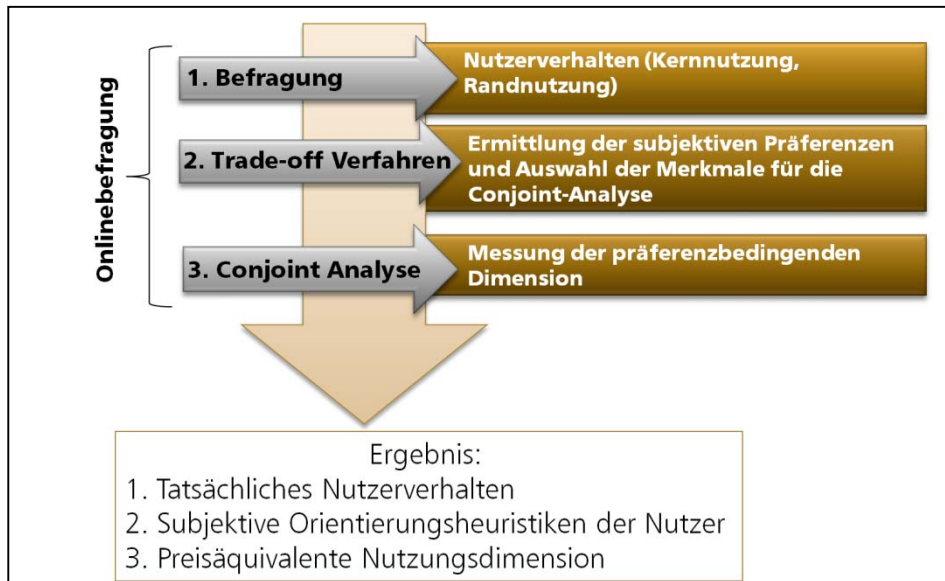 Onlinebefragung
1. Befragung
Nutzerverhalten (Kernnutzung,
Randnutzung)
2. Trade-off Verfahren
Ermittlung der subjektiven Präferenzen
und Auswahl der Merkmale für die
Conjoint-Analyse
3. Conjoint Analyse
Messung der präferenzbedingenden
Dimension
Ergebnis:
1. Tatsächliches Nutzerverhalten
2. Subjektive Orientierungsheuristiken der Nutzer
3. Preisäquivalente Nutzungsdimension